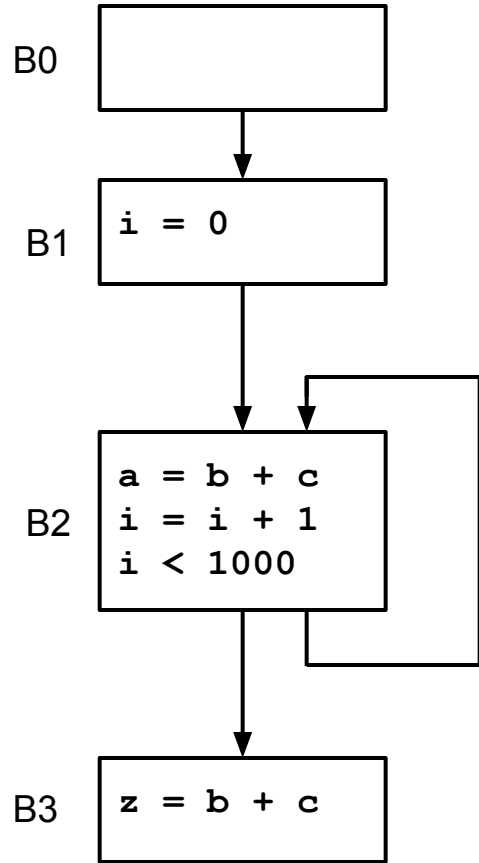 B0
B1
i = 0
B2
a = b + c
i = i + 1
i < 1000
B3
z = b + c